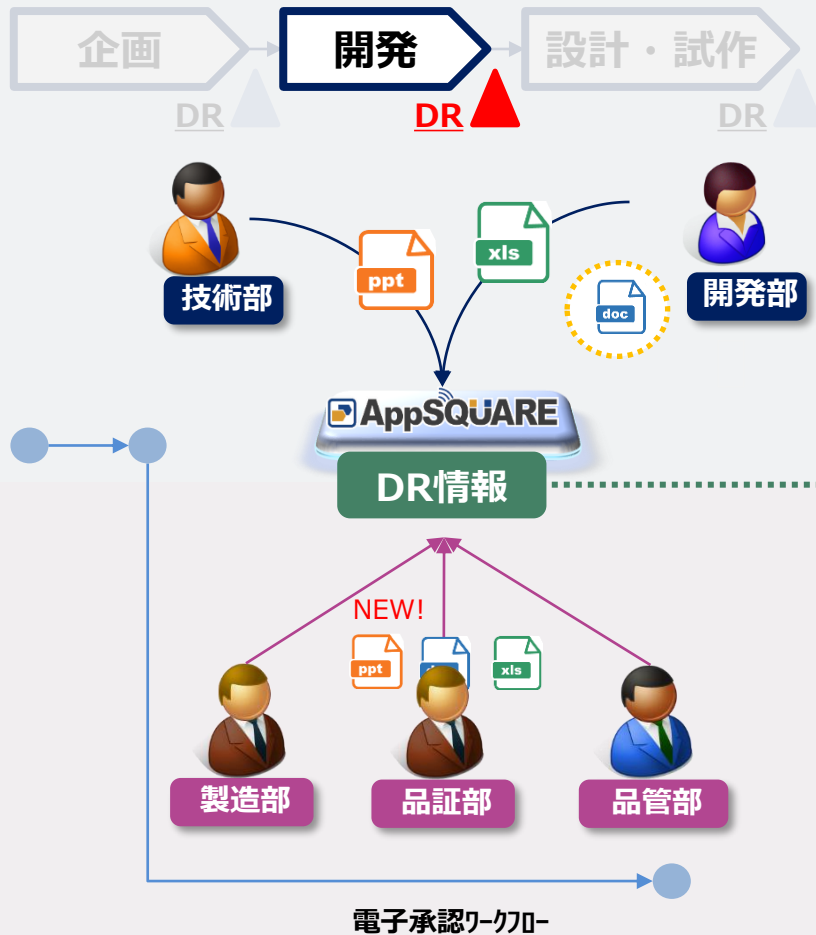 企画
開発
設計・試作
DR
DR
DR
ppt
xls
doc
技術部
開発部
AppSQUARE
DR情報
NEW!
ppt
xls
製造部
品証部
品管部
電子承認ワークフロー